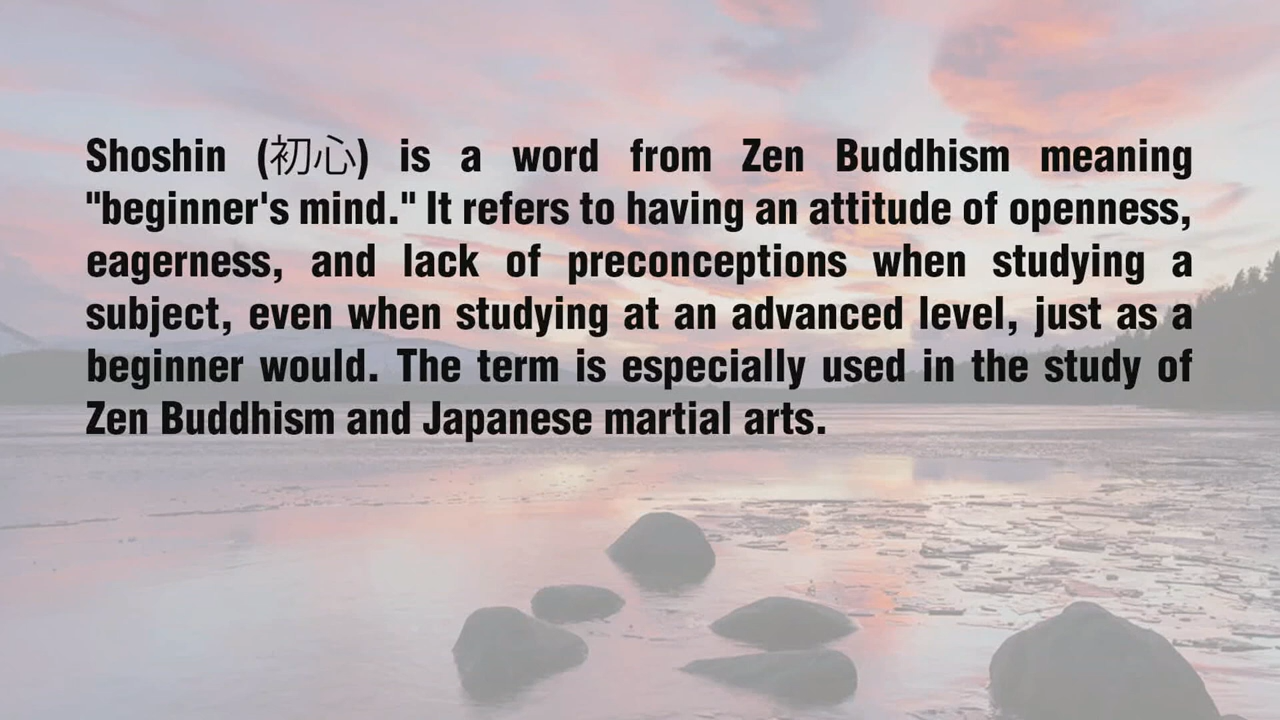 Shoshin (初心) is a word from Zen Buddhism meaning
"beginner's mind." It refers to having an attitude of openness,
eagerness, and lack of preconceptions when studying a
subject, even when studying at an advanced level, just as a
beginner would. The term is especially used in the study of
Zen Buddhism and Japanese martial arts.